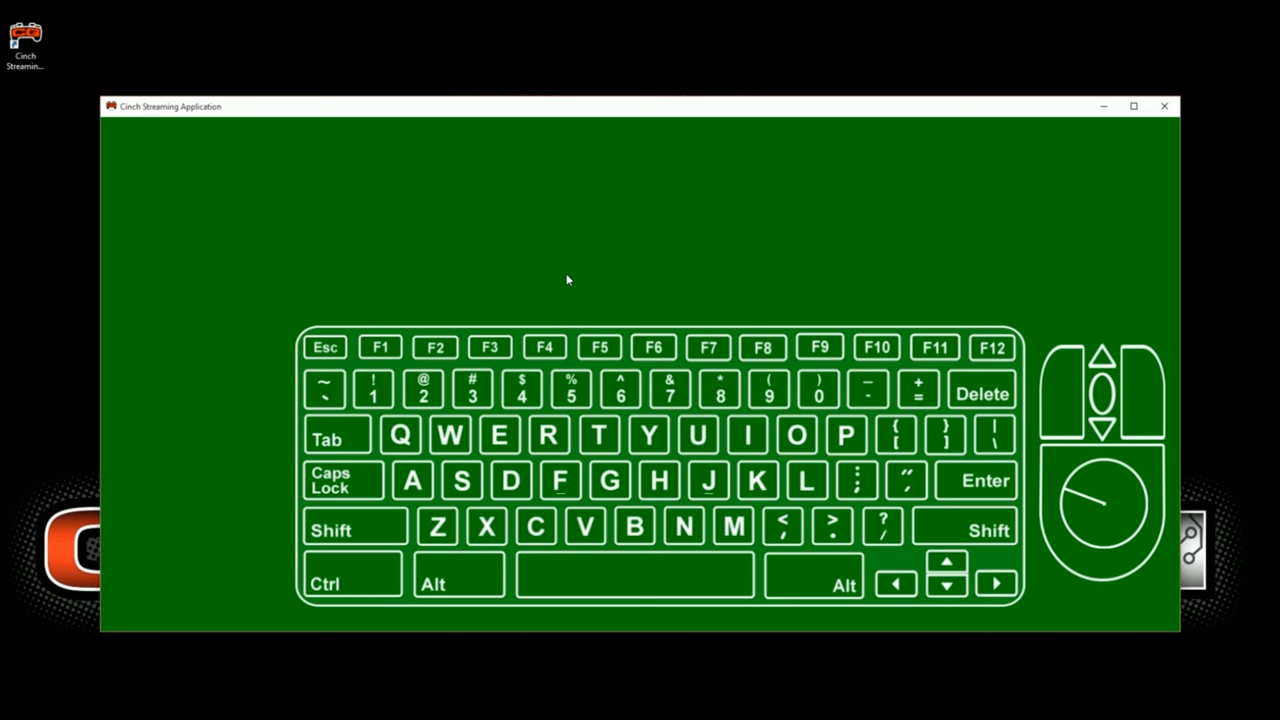 CG
Cinch
Streamin...
Cinch Streaming Application
Esc F1 F2 F3 F4 F5 F6 F7 F8 F9 F10 F11 F12
~ ! @ # $ % ^ & * ( ) _ +
` 1 2 3 4 5 6 7 8 9 0 - = Delete
Tab Q W E R T Y U I O P { [ } ] | \
Caps
Lock A S D F G H J K L : ; " , Enter
Shift Z X C V B N M < , > . ? / Shift
Ctrl Alt Alt